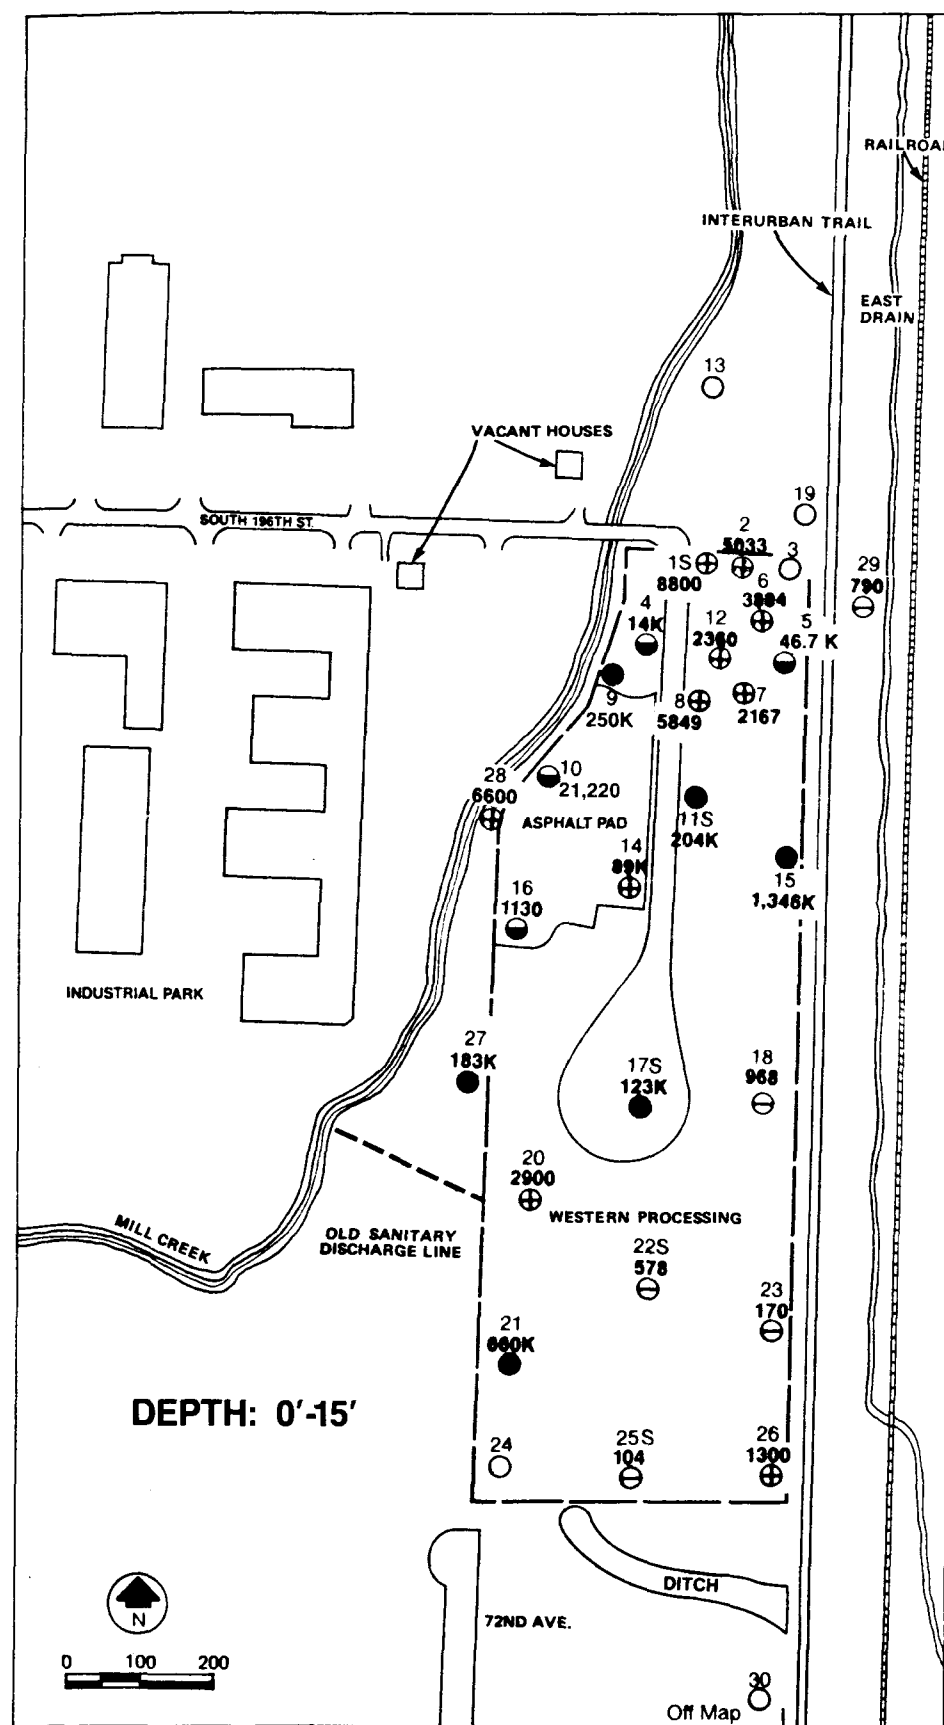 RAILROA
INTERURBAN TRAIL
EAST
DRAIN
13
VACANT HOUSES
19
SOUTH 196TH ST.
2
5033
1S
8800
3
29
790
6
3884
4
14K
12
2360
5
46.7 K
9
250K
8
5849
7
2167
28
6600
10
21,220
ASPHALT PAD
11S
204K
14
89K
15
1,346K
16
1130
INDUSTRIAL PARK
27
183K
17S
123K
18
968
20
2900
WESTERN PROCESSING
MILL CREEK
OLD SANITARY
DISCHARGE LINE
22S
578
23
170
21
660K
DEPTH: 0'-15'
24
25S
104
26
1300
DITCH
N
72ND AVE.
0 100 200
30
Off Map